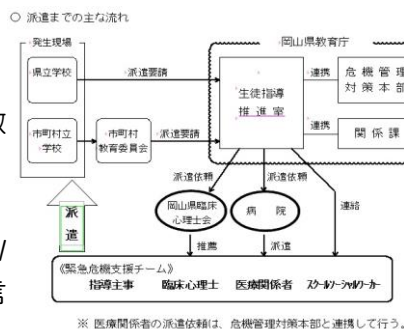 ○ 派遣までの主な流れ
発生現場
岡山県教育庁
県立学校
派遣要請
生徒指導
推進室
連携
危機管理
対策本部
市町村立
学校
市町村
教育委員会
派遣要請
連携
関係課
派遣依頼
派遣依頼
連絡
岡山県臨床
心理士会
病院
派遣
推薦
派遣
《緊急危機支援チーム》
指導主事 臨床心理士 医療関係者 スクールソーシャルワーカー
※ 医療関係者の派遣依頼は、危機管理対策本部と連携して行う。